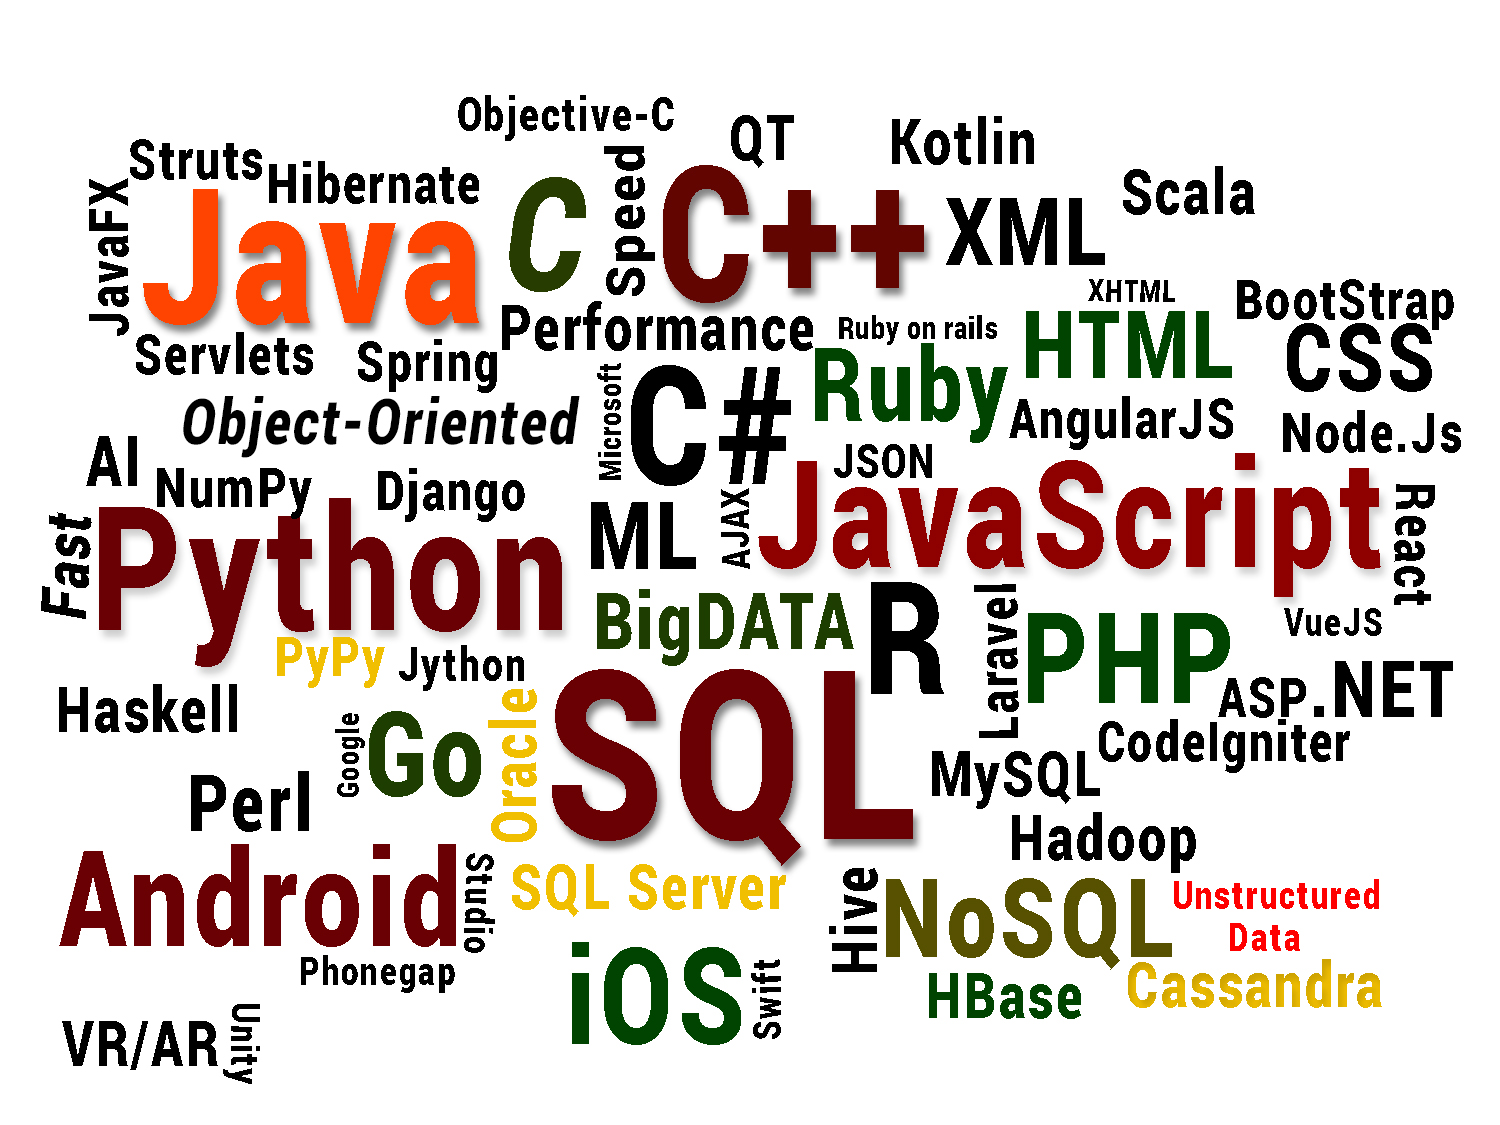 Objective-C
QT
Kotlin
Struts
Hibernate
Speed
Scala
JavaFX
Java
C
C++
XML
XHTML
BootStrap
Servlets
Spring
Performance
Ruby on rails
HTML
CSS
Object-Oriented
Microsoft
C#
Ruby
AngularJS
Node.Js
AI
NumPy
Django
JSON
Fast
Python
ML
AJAX
JavaScript
React
PyPy
Jython
BigDATA
R
Laravel
PHP
VueJS
Haskell
Google
Go
Oracle
SQL
ASP.NET
CodeIgniter
MySQL
Perl
Hadoop
Android
Studio
SQL Server
Hive
NoSQL
Unstructured
Data
Phonegap
iOS
Swift
HBase
Cassandra
VR/AR
Unity